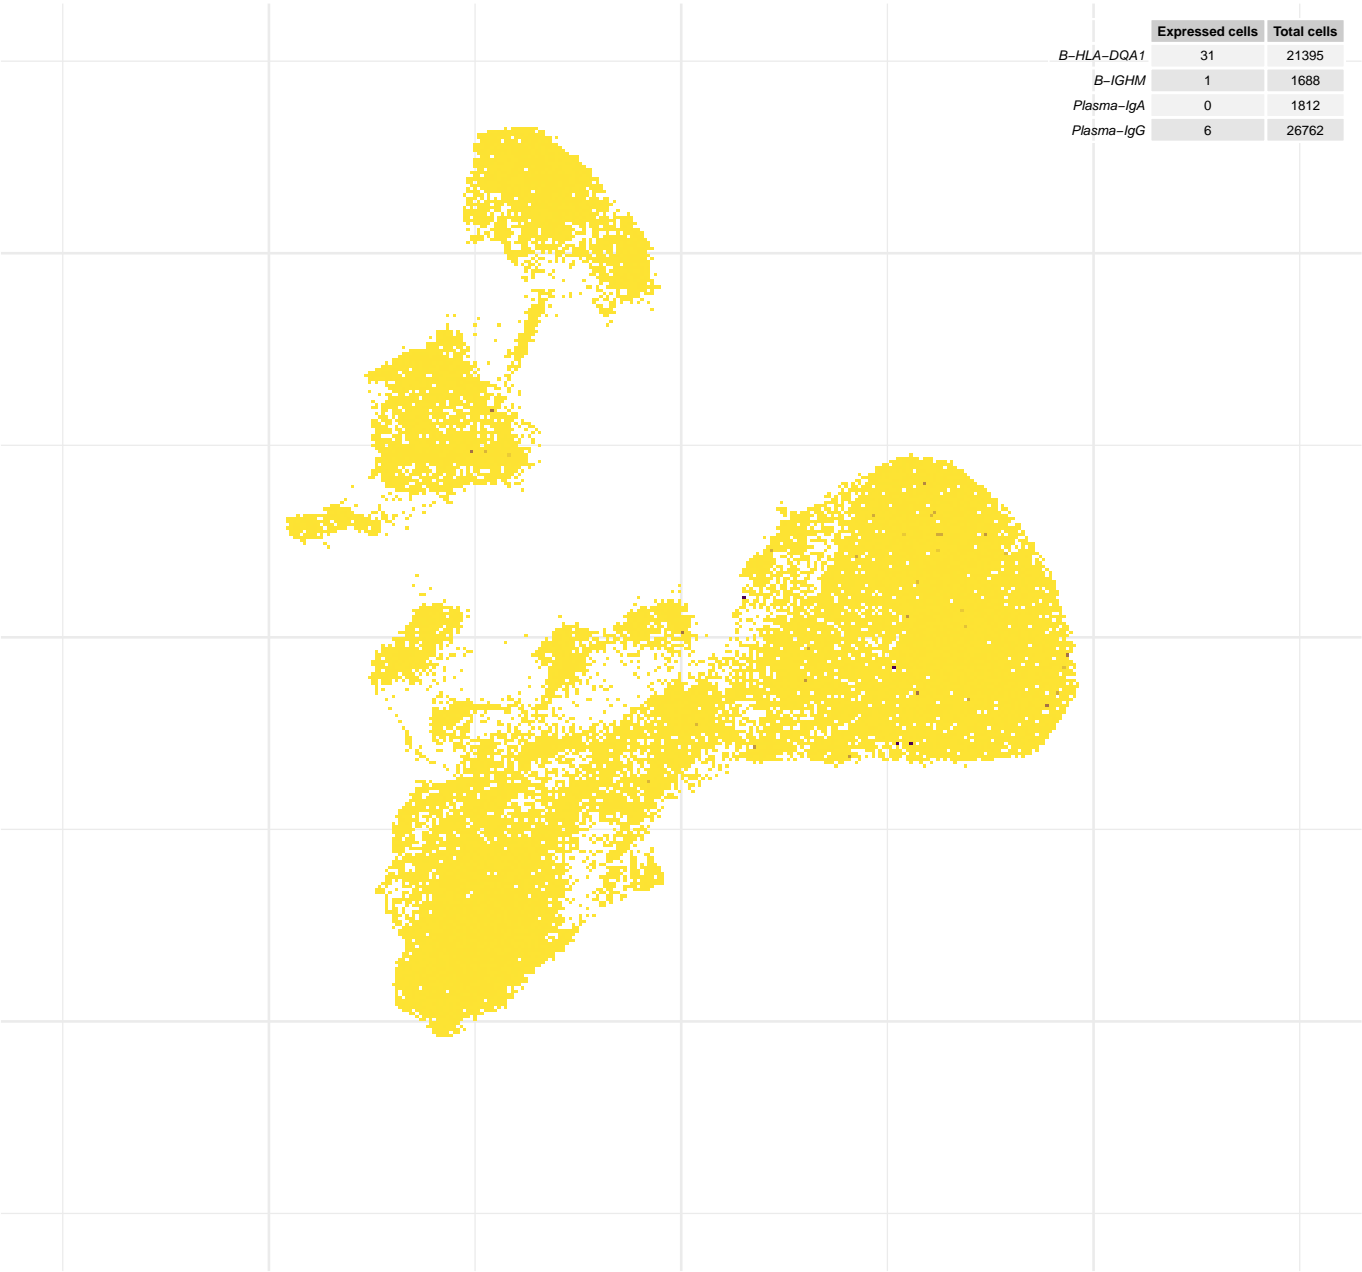 Expressed cells Total cells
B−HLA−DQA1 31 21395
B−IGHM 1 1688
Plasma−IgA 0 1812
Plasma−IgG 6 26762